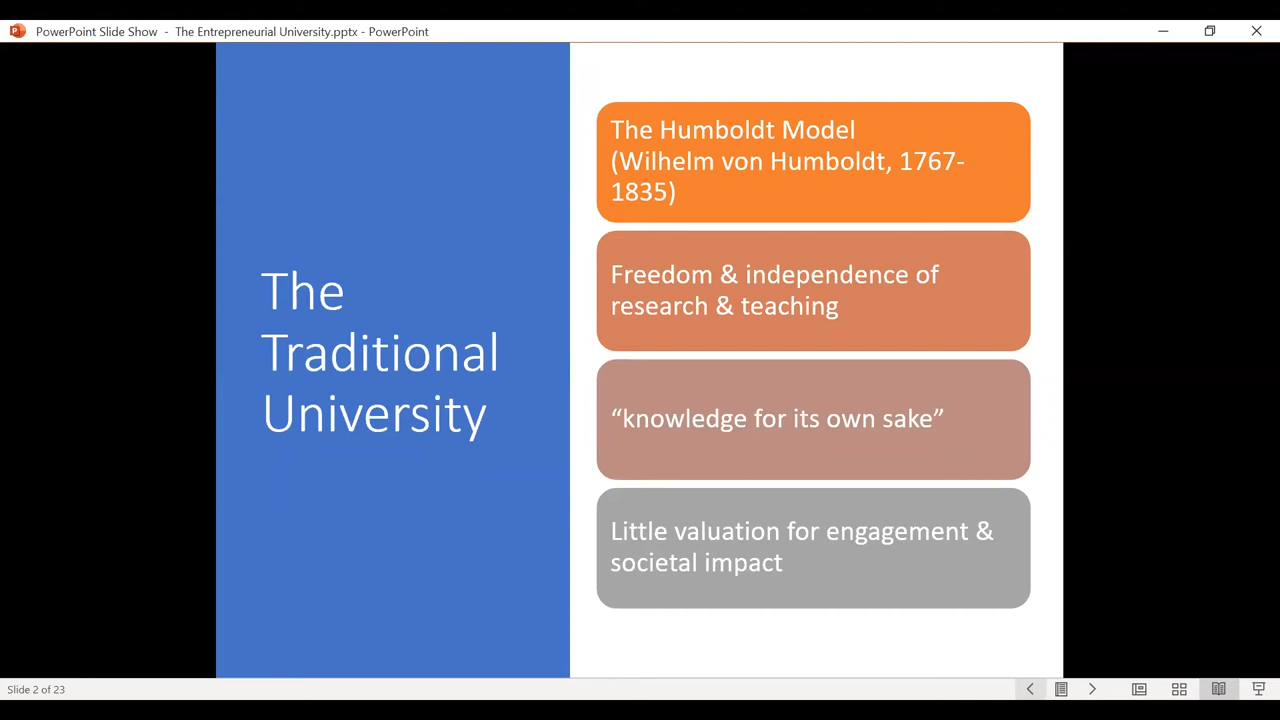 PowerPoint Slide Show - The Entrepreneurial University.pptx - PowerPoint
The
Traditional
University
The Humboldt Model
(Wilhelm von Humboldt, 1767-
1835)
Freedom & independence of
research & teaching
“knowledge for its own sake”
Little valuation for engagement &
societal impact
Slide 2 of 23